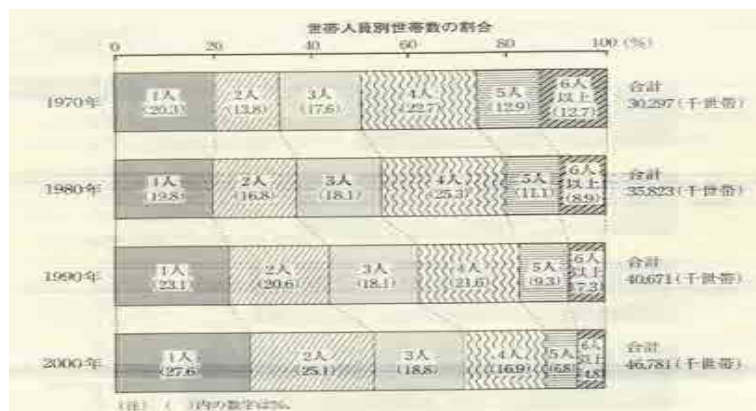 世帯人員別世帯数の割合
0 20 40 60 80 100 (%)
1970年
1人 (20.3)
2人 (13.8)
3人 (17.6)
4人 (22.7)
5人 (12.9)
6人以上 (12.7)
合計
30,297(千世帯)
1980年
1人 (19.8)
2人 (16.8)
3人 (18.1)
4人 (25.3)
5人 (11.1)
6人以上 (8.9)
合計
35,823(千世帯)
1990年
1人 (23.1)
2人 (20.6)
3人 (18.1)
4人 (21.6)
5人 (9.3)
6人以上 (7.3)
合計
40,671(千世帯)
2000年
1人 (27.6
2人 (25.1)
3人 (18.8)
4人 (16.9)
5人 (6.8)
6人以上 4.8
合計
46,781(千世帯)
(注) ( )内の数字は%。